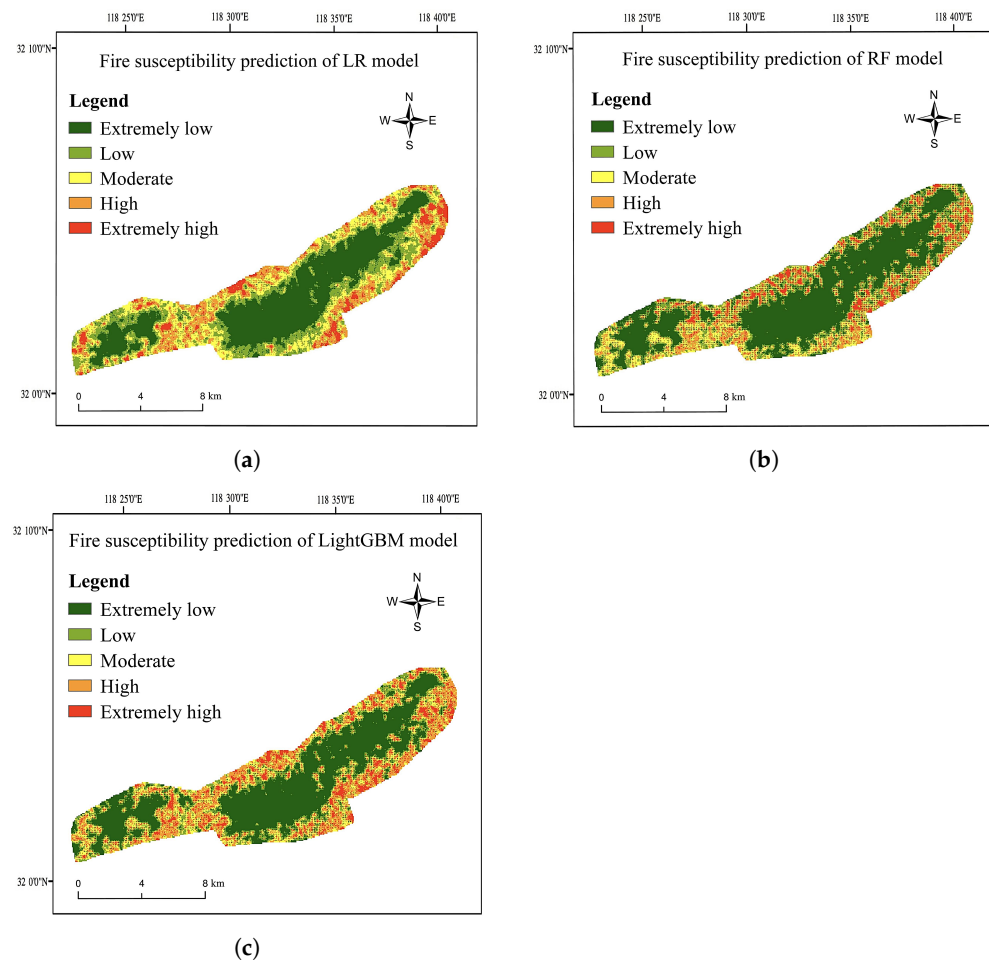 118 25'0"E 118 30'0"E 118 35'0"E 118 40'0"E
32 10'0"N
Fire susceptibility prediction of LR model
Legend
Extremely low
Low
Moderate
High
Extremely high
N
W E
S
32 0'0"N
0 4 8 km
(a)
118 25'0"E 118 30'0"E 118 35'0"E 118 40'0"E
32 10'0"N
Fire susceptibility prediction of RF model
Legend
Extremely low
Low
Moderate
High
Extremely high
N
W E
S
32 0'0"N
0 4 8 km
(b)
118 25'0"E 118 30'0"E 118 35'0"E 118 40'0"E
32 10'0"N
Fire susceptibility prediction of LightGBM model
Legend
Extremely low
Low
Moderate
High
Extremely high
N
W E
S
32 0'0"N
0 4 8 km
(c)